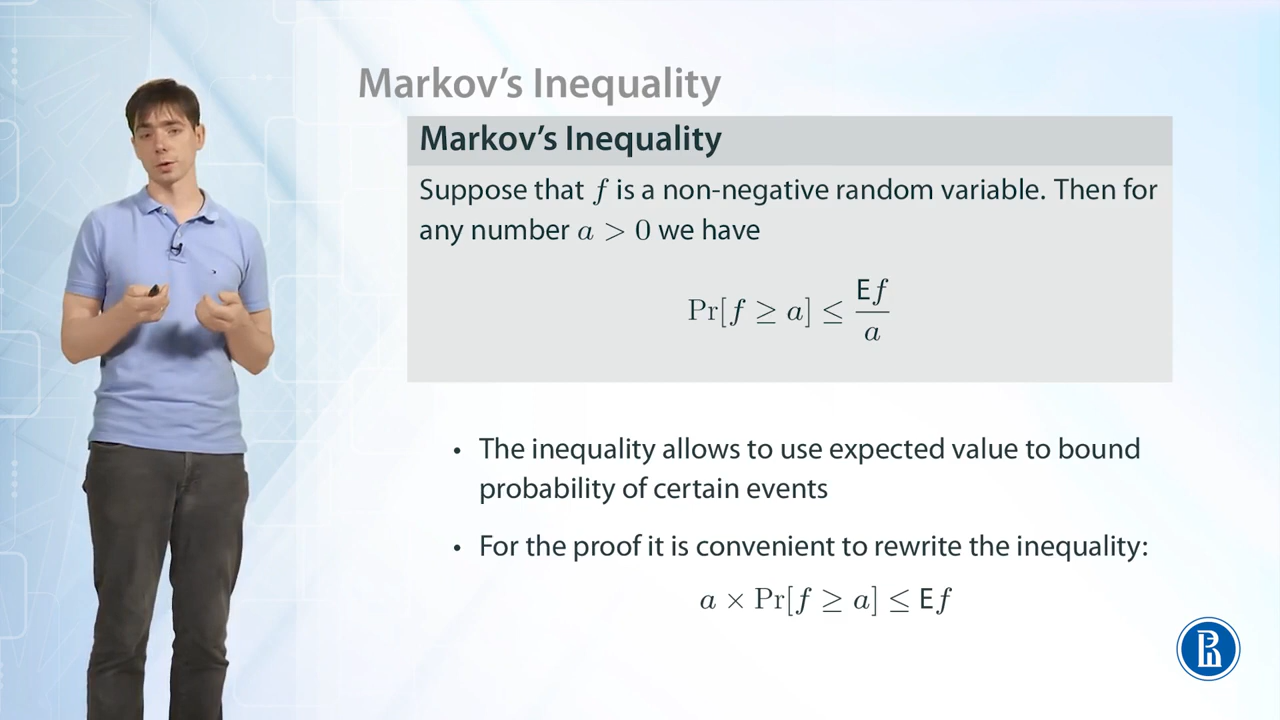 Markov's Inequality
Markov's Inequality
Suppose that f is a non-negative random variable. Then for
any number a > 0 we have
Pr[f ≥ a] ≤ Ef/a
• The inequality allows to use expected value to bound
probability of certain events
• For the proof it is convenient to rewrite the inequality:
a × Pr[f ≥ a] ≤ Ef